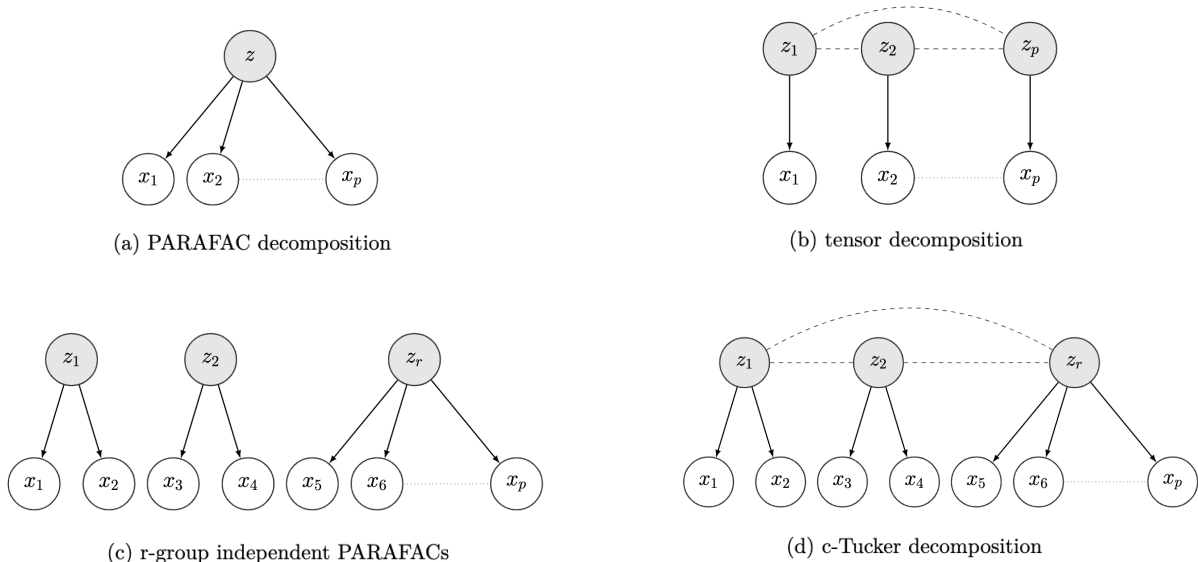 z
x₁ x₂ xₚ
(a) PARAFAC decomposition
z₁ z₂ zₚ
x₁ x₂ xₚ
(b) tensor decomposition
z₁ z₂ zᵣ
x₁ x₂ x₃ x₄ x₅ x₆ xₚ
(c) r-group independent PARAFACs
z₁ z₂ zᵣ
x₁ x₂ x₃ x₄ x₅ x₆ xₚ
(d) c-Tucker decomposition